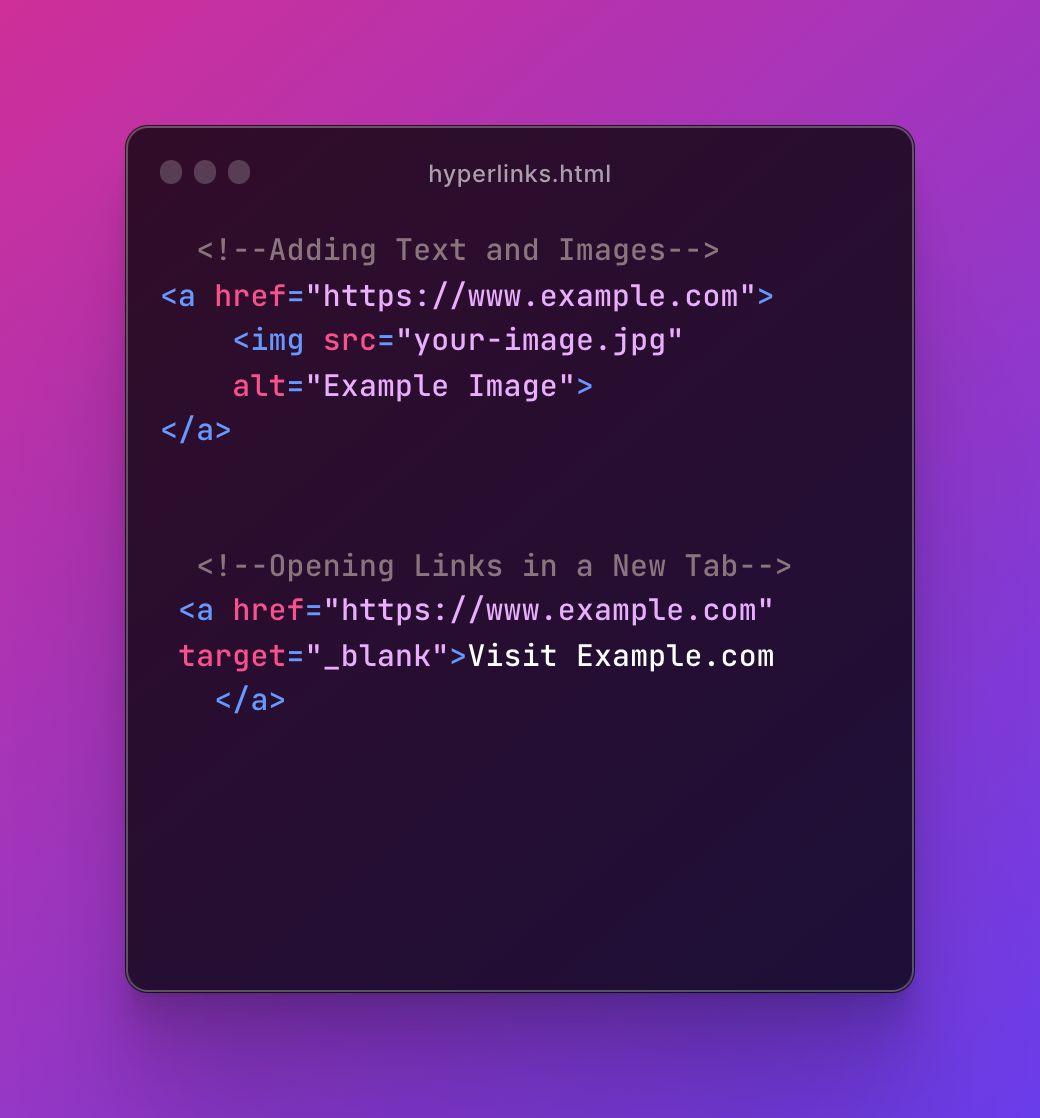 hyperlinks.html
<!--Adding Text and Images-->
<a href="https://www.example.com">
<img src="your-image.jpg"
alt="Example Image">
</a>
<!--Opening Links in a New Tab-->
<a href="https://www.example.com"
target="_blank">Visit Example.com
</a>